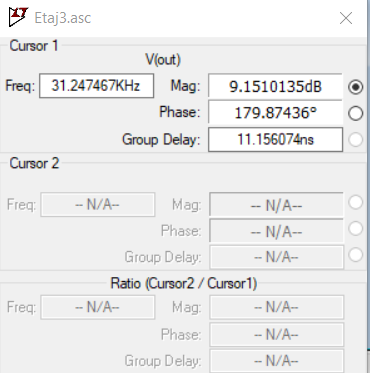 Etaj3.asc
Cursor 1
V(out)
Freq: 31.247467KHz Mag: 9.1510135dB
Phase: 179.87436°
Group Delay: 11.156074ns
Cursor 2
Freq: -- N/A-- Mag: -- N/A--
Phase: -- N/A--
Group Delay: -- N/A--
Ratio (Cursor2 / Cursor1)
Freq: -- N/A-- Mag: -- N/A--
Phase: -- N/A--
Group Delay: -- N/A--